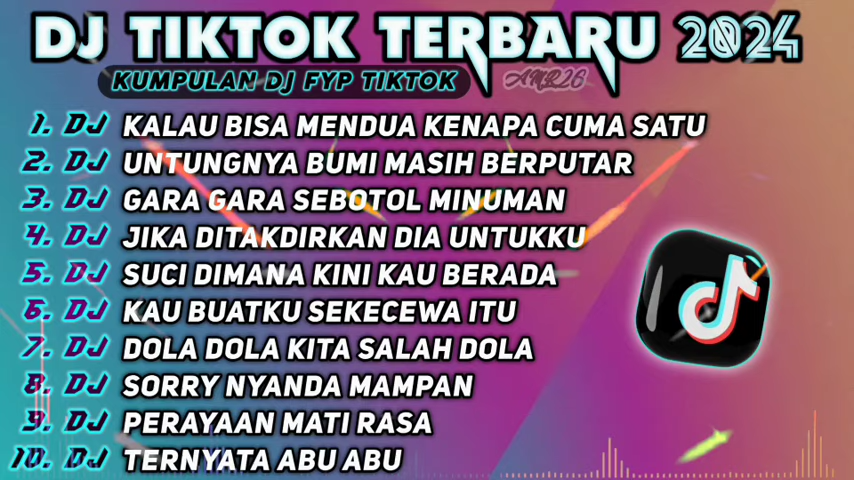 DJ TIKTOK TERBARU 2024
KUMPULAN DJ FYP TIKTOK AMR26
1. DJ KALAU BISA MENDUA KENAPA CUMA SATU
2. DJ UNTUNGNYA BUMI MASIH BERPUTAR
3. DJ GARA GARA SEBOTOL MINUMAN
4. DJ JIKA DITAKDIRKAN DIA UNTUKKU
5. DJ SUCI DIMANA KINI KAU BERADA
6. DJ KAU BUATKU SEKECEWA ITU
7. DJ DOLA DOLA KITA SALAH DOLA
8. DJ SORRY NYANDA MAMPAN
9. DJ PERAYAAN MATI RASA
10. DJ TERNYATA ABU ABU